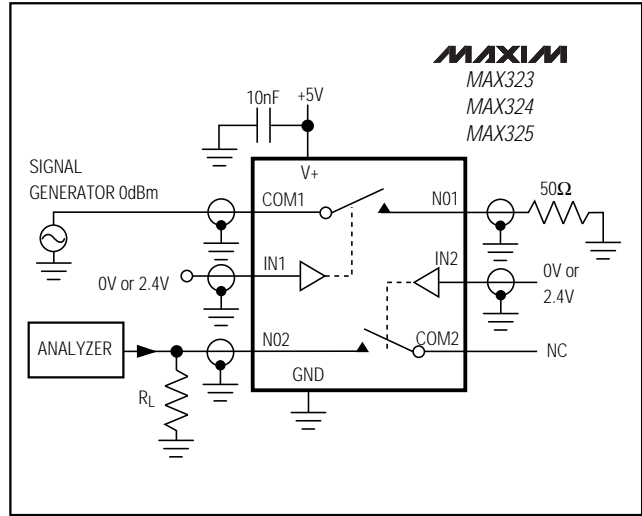 MAXIM
MAX323
MAX324
MAX325
10nF
+5V
V+
SIGNAL
GENERATOR 0dBm
COM1
N01
50Ω
IN1
0V or 2.4V
IN2
0V or
2.4V
ANALYZER
N02
COM2
NC
GND
RL